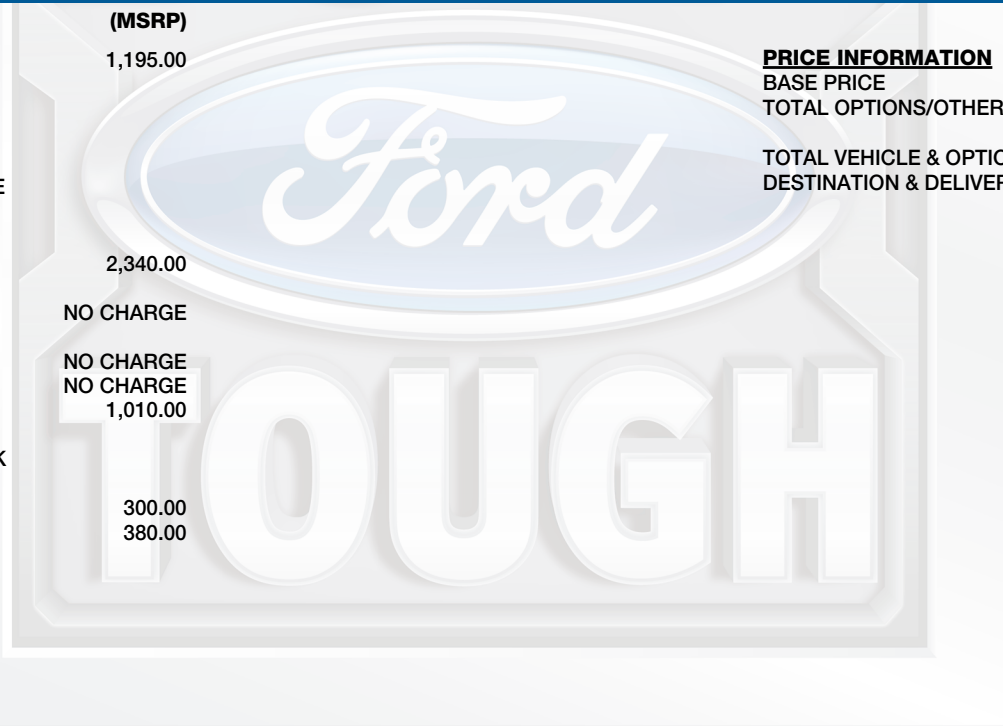 (MSRP)
1,195.00
E
2,340.00
NO CHARGE
NO CHARGE
NO CHARGE
1,010.00
K
300.00
380.00
PRICE INFORMATION
BASE PRICE
TOTAL OPTIONS/OTHER
TOTAL VEHICLE & OPTIO
DESTINATION & DELIVER
Ford
TOUGH